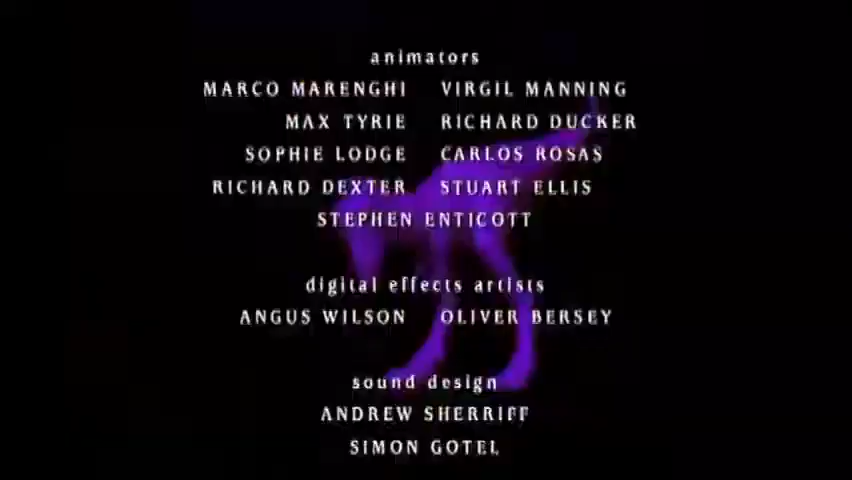 animators
MARCO MARENGHI VIRGIL MANNING
MAX TYRIE RICHARD DUCKER
SOPHIE LODGE CARLOS ROSAS
RICHARD DEXTER STUART ELLIS
STEPHEN ENTICOTT
digital effects artists
ANGUS WILSON OLIVER BERSEY
sound design
ANDREW SHERRIFF
SIMON GOTEL